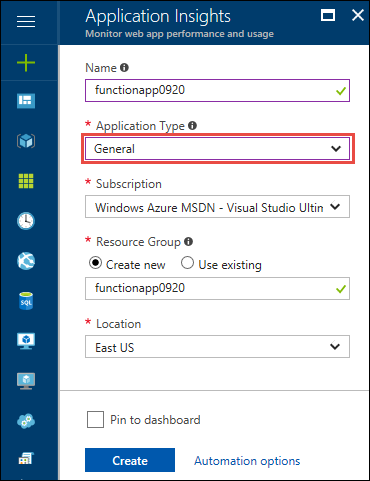 Application Insights
Monitor web app performance and usage
Name
functionapp0920
* Application Type
General
* Subscription
Windows Azure MSDN - Visual Studio Ultim
* Resource Group
Create new Use existing
functionapp0920
* Location
East US
Pin to dashboard
Create Automation options
SQL